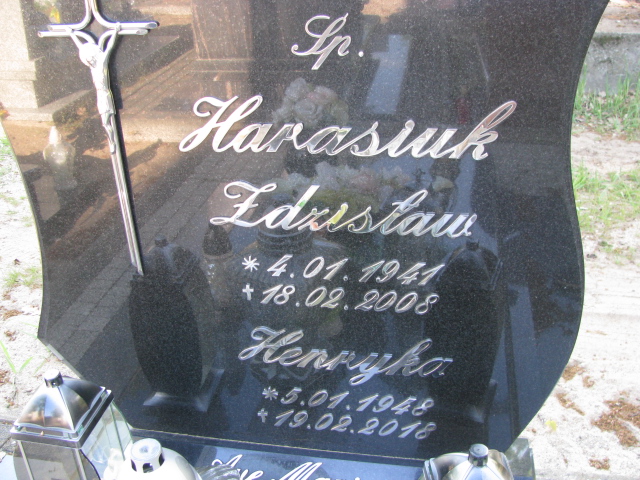 Śp.
Harasiuk
Zdzisław
* 4.01.1941
† 18.02.2008
Henryka
* 5.01.1948
† 19.02.2018